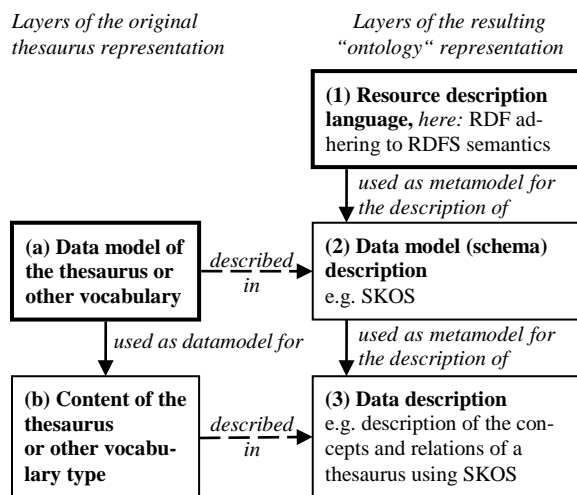 Layers of the original
thesaurus representation
Layers of the resulting
“ontology“ representation
(1) Resource description
language, here: RDF ad-
hering to RDFS semantics
used as metamodel for
the description of
(a) Data model of
the thesaurus or
other vocabulary
described
in
(2) Data model (schema)
description
e.g. SKOS
used as datamodel for
used as metamodel for
the description of
(b) Content of the
thesaurus
or other vocabu-
lary type
described
in
(3) Data description
e.g. description of the con-
cepts and relations of a
thesaurus using SKOS